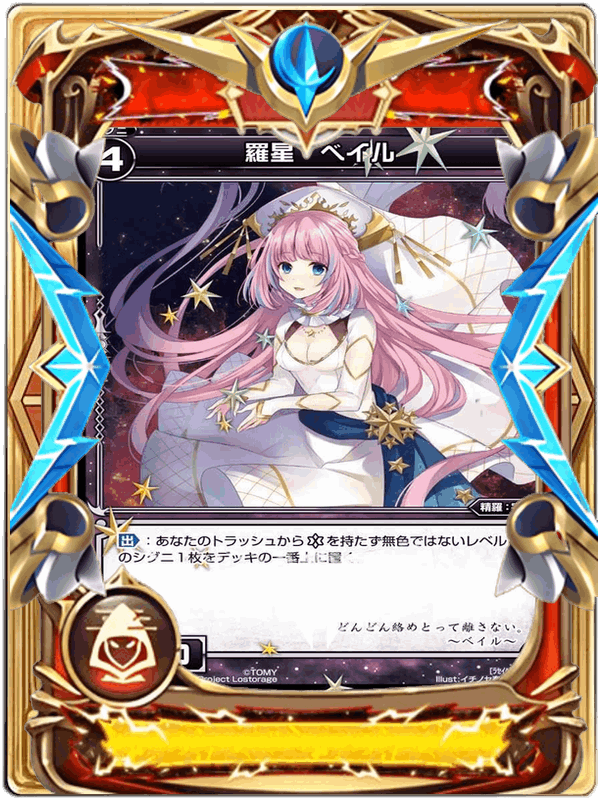 4
羅星 ベイル
精羅:
出:あなたのトラッシュから を持たず無色ではないレベル
のシグニ1枚をデッキの一番上に置く
どんどん絡めとって離さない。
〜ベイル〜
©TOMY
Project Lostorage
Illust:イチノセ